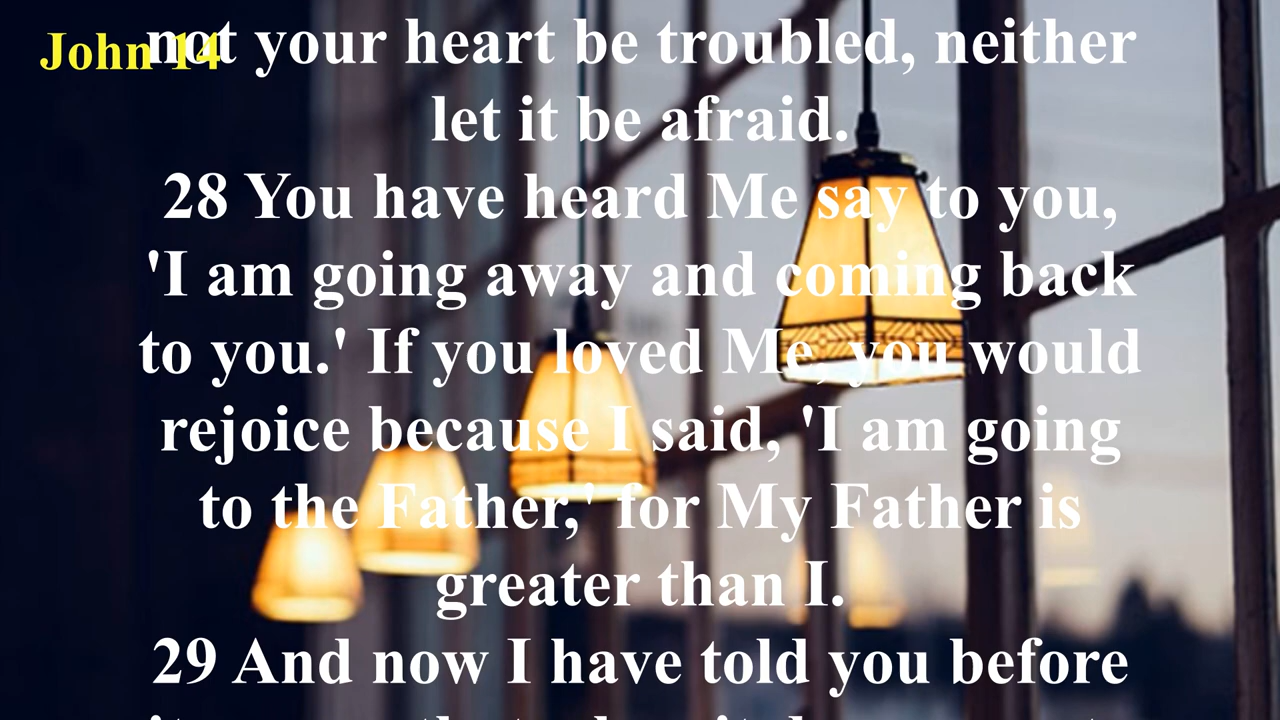 John 14
not your heart be troubled, neither
let it be afraid.
28 You have heard Me say to you,
'I am going away and coming back
to you.' If you loved Me, you would
rejoice because I said, 'I am going
to the Father,' for My Father is
greater than I.
29 And now I have told you before